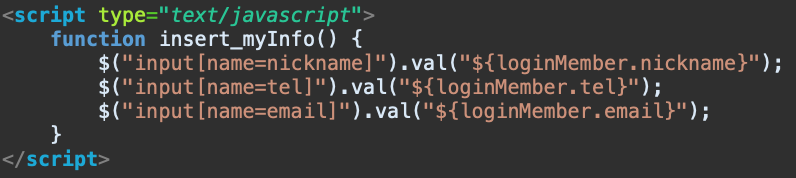 <script type="text/javascript">
    function insert_myInfo() {
        $("input[name=nickname]").val("${loginMember.nickname}");
        $("input[name=tel]").val("${loginMember.tel}");
        $("input[name=email]").val("${loginMember.email}");
    }
</script>